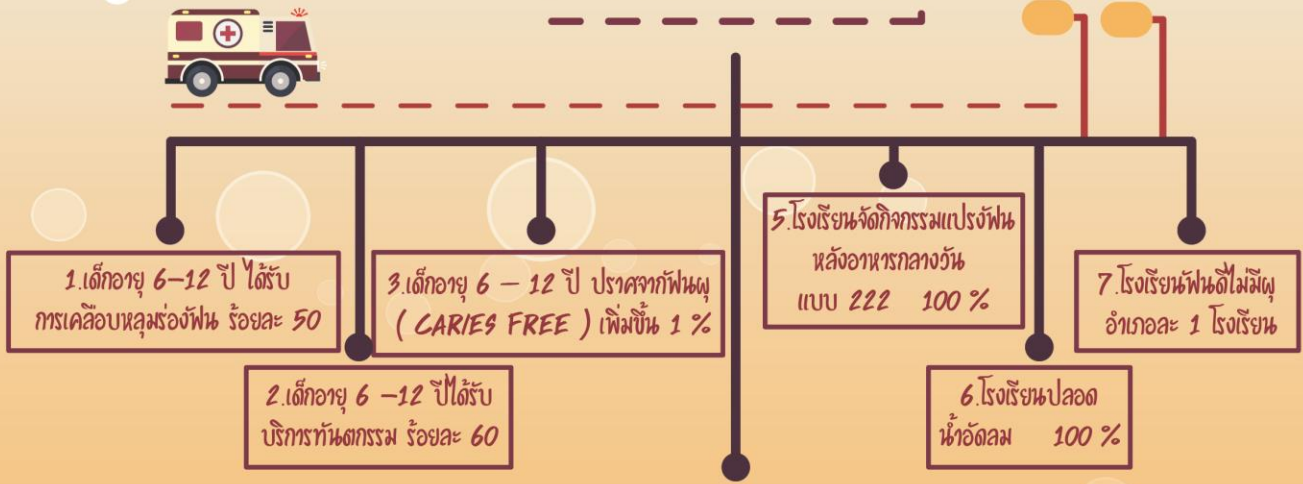 1.เด็กอายุ 6-12 ปี ได้รับ
การเคลือบหลุมร่องฟัน ร้อยละ 50
2.เด็กอายุ 6 -12 ปีได้รับ
บริการทันตกรรม ร้อยละ 60
3.เด็กอายุ 6 - 12 ปี ปราศจากฟันผุ
( CARIES FREE ) เพิ่มขึ้น 1 %
5.โรงเรียนจัดกิจกรรมแปรงฟัน
หลังอาหารกลางวัน
แบบ 222 100 %
6.โรงเรียนปลอด
น้ำอัดลม 100 %
7.โรงเรียนฟันดีไม่มีผุ
อำเภอละ 1 โรงเรียน